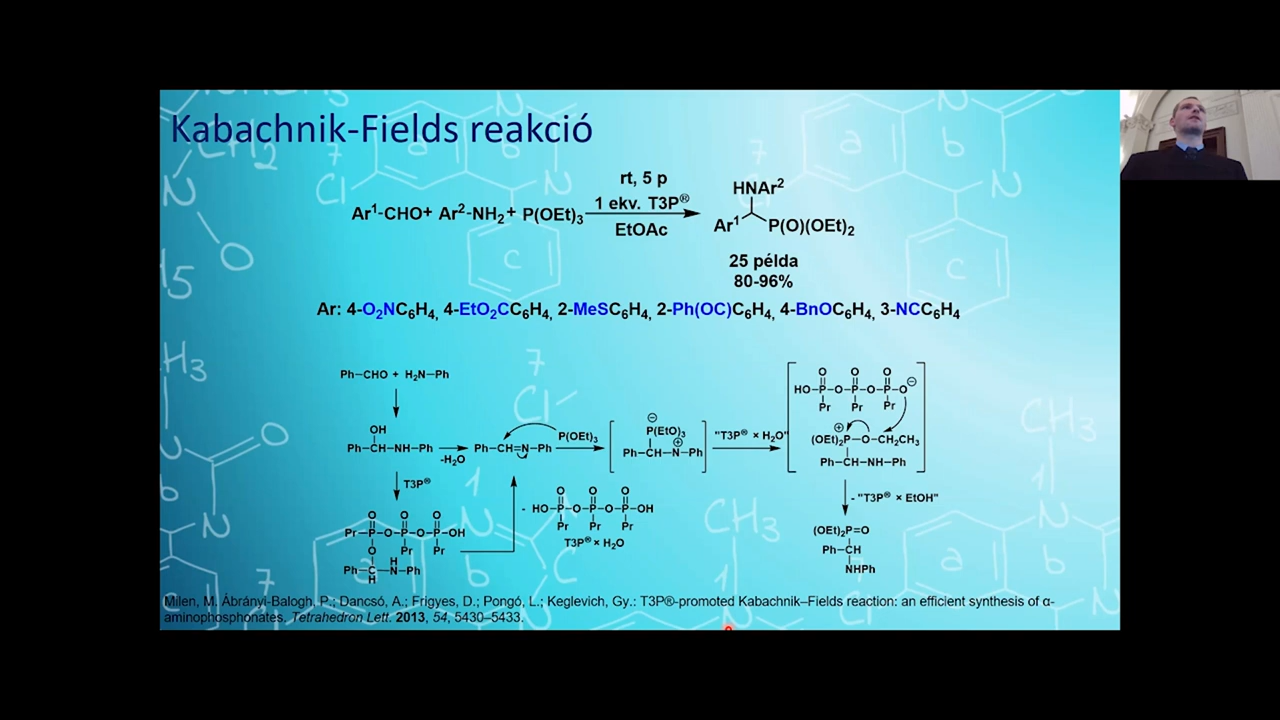 Kabachnik-Fields reakció
rt, 5 p
1 ekv. T3P®
EtOAc
Ar¹-CHO+ Ar²-NH₂+ P(OEt)₃
HNAr²
Ar¹
P(O)(OEt)₂
25 példa
80-96%
Ar: 4-O₂NC₆H₄, 4-EtO₂CC₆H₄, 2-MeSC₆H₄, 2-Ph(OC)C₆H₄, 4-BnOC₆H₄, 3-NCC₆H₄
Ph−CHO + H₂N−Ph
OH
Ph−CH−NH−Ph
-H₂O
Ph−CH=N−Ph
P(OEt)₃
⊖
P(EtO)₃
⊕
Ph−CH−N−Ph
"T3P® × H₂O"
O O O ⊖
HO−P−O−P−O−P−O
Pr Pr Pr
⊕
(OEt)₂P−O−CH₂CH₃
Ph−CH−NH−Ph
T3P®
O O O
Pr−P−O−P−O−P−OH
O Pr Pr
H
Ph−C−N−Ph
H
O O O
- HO−P−O−P−O−P−OH
Pr Pr Pr
T3P® × H₂O
- "T3P® × EtOH"
(OEt)₂P=O
Ph−CH
NHPh
Milen, M. Ábrányi-Balogh, P.; Dancsó, A.; Frigyes, D.; Pongó, L.; Keglevich, Gy.: T3P®-promoted Kabachnik–Fields reaction: an efficient synthesis of α-
aminophosphonates. Tetrahedron Lett. 2013, 54, 5430–5433.